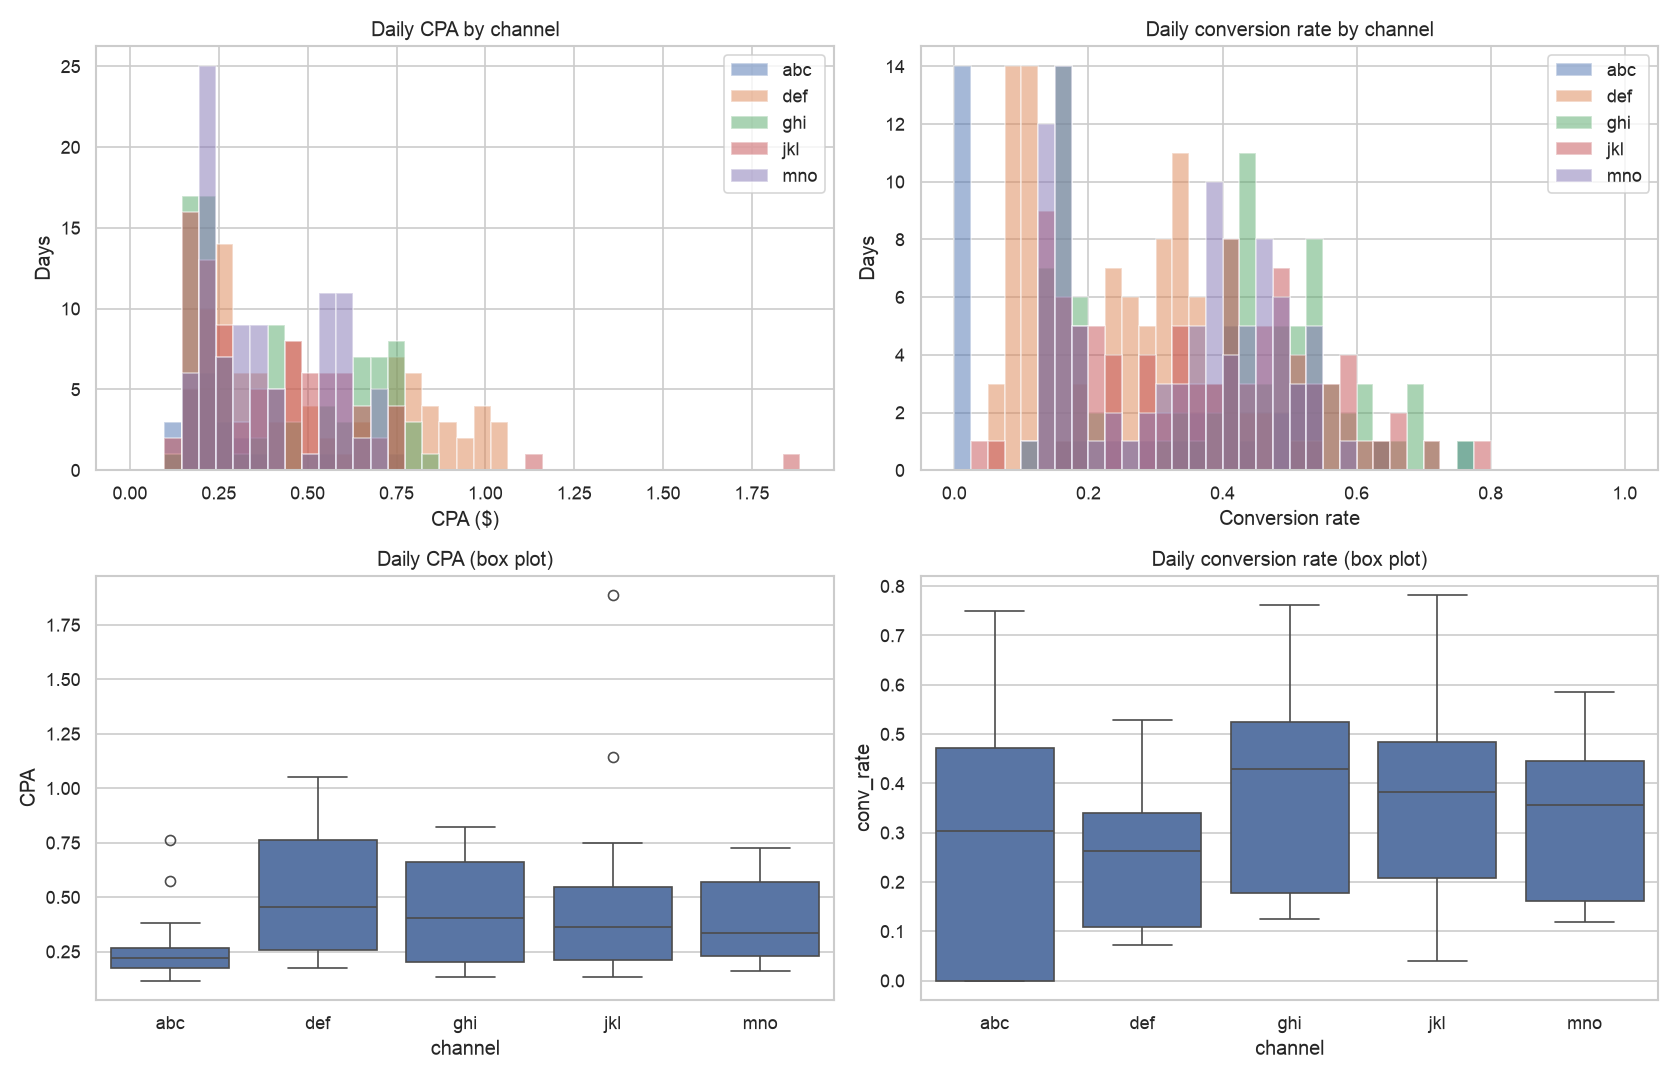 Daily CPA by channel
25
20
15
10
5
0
Days
0.00 0.25 0.50 0.75 1.00 1.25 1.50 1.75
CPA ($)
abc
def
ghi
jkl
mno
Daily conversion rate by channel
14
12
10
8
6
4
2
0
Days
0.0 0.2 0.4 0.6 0.8 1.0
Conversion rate
abc
def
ghi
jkl
mno
Daily CPA (box plot)
1.75
1.50
1.25
1.00
0.75
0.50
0.25
CPA
abc def ghi jkl mno
channel
Daily conversion rate (box plot)
0.8
0.7
0.6
0.5
0.4
0.3
0.2
0.1
0.0
conv_rate
abc def ghi jkl mno
channel